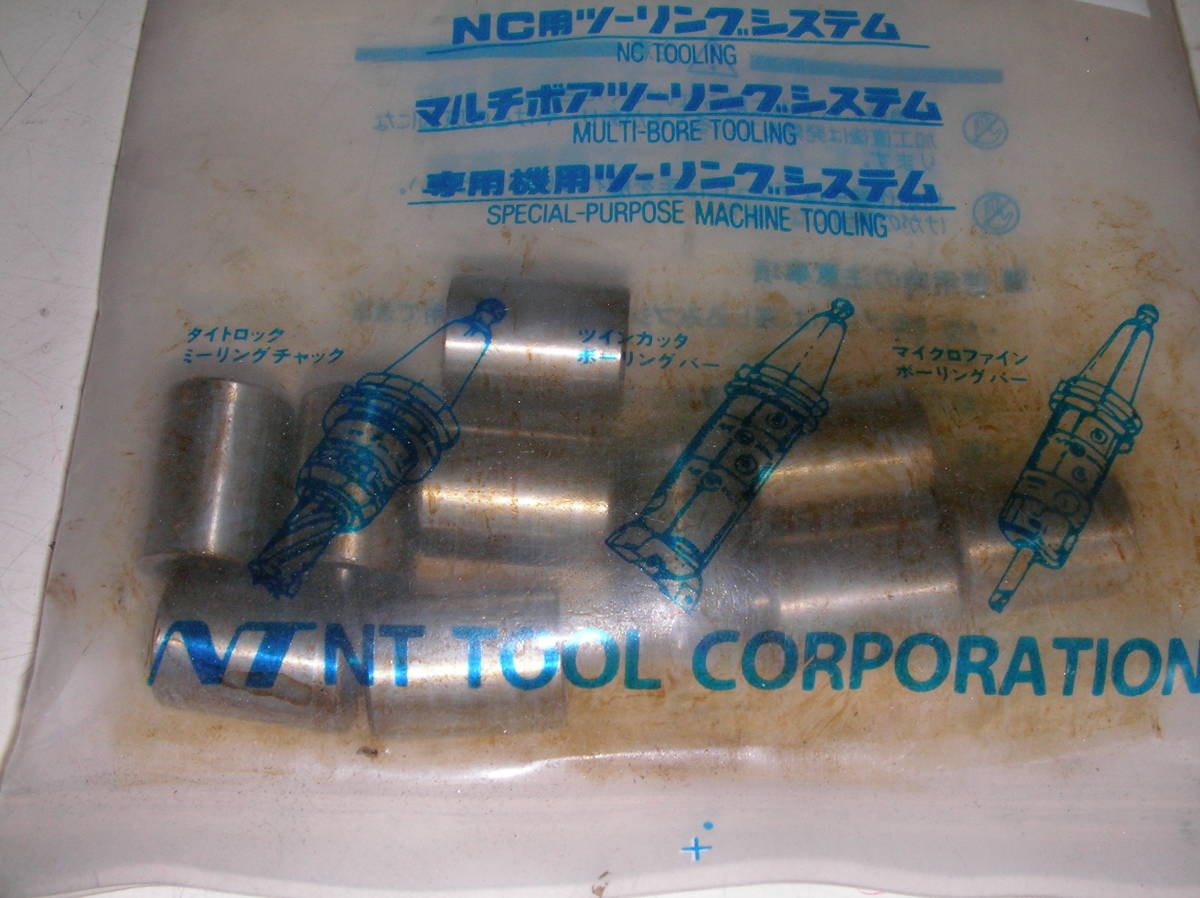 NC用ツーリングシステム
NC TOOLING
マルチボアツーリングシステム
MULTI-BORE TOOLING
専用機用ツーリングシステム
SPECIAL-PURPOSE MACHINE TOOLING
タイトロック
ミーリングチャック
ツインカッタ
ボーリングバー
マイクロファイン
ボーリングバー
NT NT TOOL CORPORATION